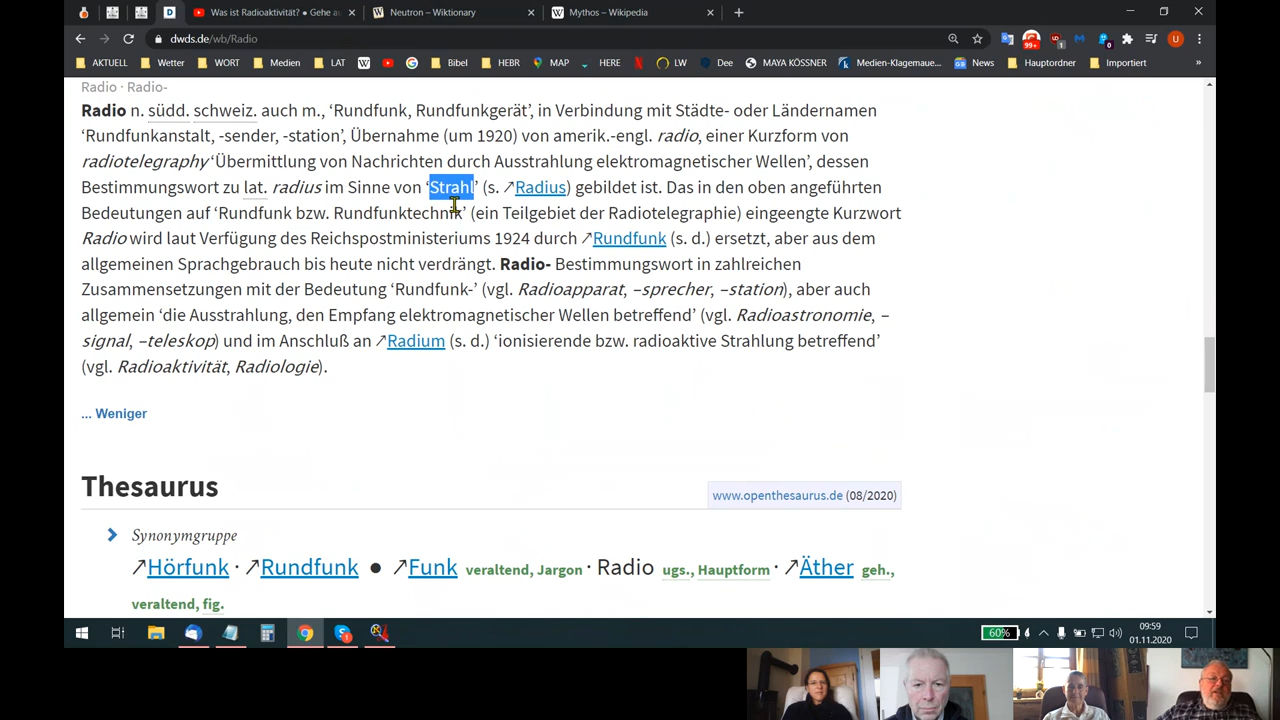 Was ist Radioaktivität? • Gehe au
Neutron – Wiktionary
Mythos – Wikipedia
dwds.de/wb/Radio
AKTUELL Wetter WORT Medien LAT Bibel HEBR MAP HERE LW Dee MAYA KÖSSNER Medien-Klagemaue... News Hauptordner Importiert »
Radio · Radio-
Radio n. südd. schweiz. auch m., ‘Rundfunk, Rundfunkgerät’, in Verbindung mit Städte- oder Ländernamen
‘Rundfunkanstalt, -sender, -station’, Übernahme (um 1920) von amerik.-engl. radio, einer Kurzform von
radiotelegraphy ‘Übermittlung von Nachrichten durch Ausstrahlung elektromagnetischer Wellen’, dessen
Bestimmungswort zu lat. radius im Sinne von ‘Strahl’ (s. ↗Radius) gebildet ist. Das in den oben angeführten
Bedeutungen auf ‘Rundfunk bzw. Rundfunktechnik’ (ein Teilgebiet der Radiotelegraphie) eingeengte Kurzwort
Radio wird laut Verfügung des Reichspostministeriums 1924 durch ↗Rundfunk (s. d.) ersetzt, aber aus dem
allgemeinen Sprachgebrauch bis heute nicht verdrängt. Radio- Bestimmungswort in zahlreichen
Zusammensetzungen mit der Bedeutung ‘Rundfunk-’ (vgl. Radioapparat, –sprecher, –station), aber auch
allgemein ‘die Ausstrahlung, den Empfang elektromagnetischer Wellen betreffend’ (vgl. Radioastronomie, –
signal, –teleskop) und im Anschluß an ↗Radium (s. d.) ‘ionisierende bzw. radioaktive Strahlung betreffend’
(vgl. Radioaktivität, Radiologie).
... Weniger
Thesaurus
www.openthesaurus.de (08/2020)
Synonymgruppe
↗Hörfunk · ↗Rundfunk ● ↗Funk veraltend, Jargon · Radio ugs., Hauptform · ↗Äther geh.,
veraltend, fig.
60%
09:59
01.11.2020